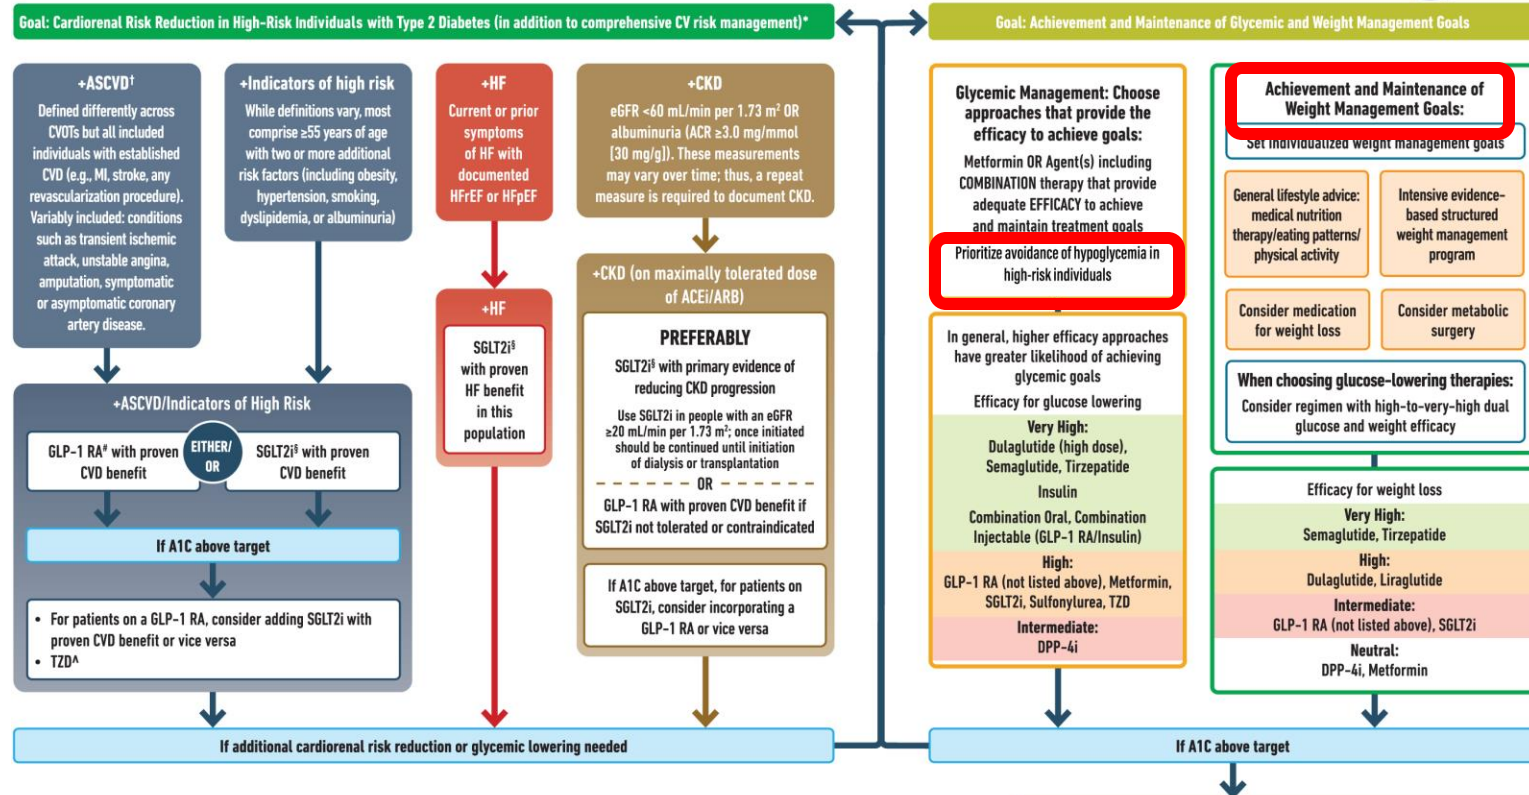 Goal: Cardiorenal Risk Reduction in High-Risk Individuals with Type 2 Diabetes (in addition to comprehensive CV risk management)*
Goal: Achievement and Maintenance of Glycemic and Weight Management Goals
+ASCVD†
Defined differently across
CVOTs but all included
individuals with established
CVD (e.g., MI, stroke, any
revascularization procedure).
Variably included: conditions
such as transient ischemic
attack, unstable angina,
amputation, symptomatic
or asymptomatic coronary
artery disease.
+Indicators of high risk
While definitions vary, most
comprise ≥55 years of age
with two or more additional
risk factors (including obesity,
hypertension, smoking,
dyslipidemia, or albuminuria)
+HF
Current or prior
symptoms
of HF with
documented
HFrEF or HFpEF
+CKD
eGFR <60 mL/min per 1.73 m² OR
albuminuria (ACR ≥3.0 mg/mmol
[30 mg/g]). These measurements
may vary over time; thus, a repeat
measure is required to document CKD.
+ASCVD/Indicators of High Risk
GLP-1 RA# with proven
CVD benefit
EITHER/
OR
SGLT2i§ with proven
CVD benefit
If A1C above target
• For patients on a GLP-1 RA, consider adding SGLT2i with
proven CVD benefit or vice versa
• TZD^
+HF
SGLT2i§
with proven
HF benefit
in this
population
+CKD (on maximally tolerated dose
of ACEi/ARB)
PREFERABLY
SGLT2i§ with primary evidence of
reducing CKD progression
Use SGLT2i in people with an eGFR
≥20 mL/min per 1.73 m²; once initiated
should be continued until initiation
of dialysis or transplantation
OR
GLP-1 RA with proven CVD benefit if
SGLT2i not tolerated or contraindicated
If A1C above target, for patients on
SGLT2i, consider incorporating a
GLP-1 RA or vice versa
If additional cardiorenal risk reduction or glycemic lowering needed
Glycemic Management: Choose
approaches that provide the
efficacy to achieve goals:
Metformin OR Agent(s) including
COMBINATION therapy that provide
adequate EFFICACY to achieve
and maintain treatment goals
Prioritize avoidance of hypoglycemia in
high-risk individuals
In general, higher efficacy approaches
have greater likelihood of achieving
glycemic goals
Efficacy for glucose lowering
Very High:
Dulaglutide (high dose),
Semaglutide, Tirzepatide
Insulin
Combination Oral, Combination
Injectable (GLP-1 RA/Insulin)
High:
GLP-1 RA (not listed above), Metformin,
SGLT2i, Sulfonylurea, TZD
Intermediate:
DPP-4i
Achievement and Maintenance of
Weight Management Goals:
Set individualized weight management goals
General lifestyle advice:
medical nutrition
therapy/eating patterns/
physical activity
Intensive evidence-
based structured
weight management
program
Consider medication
for weight loss
Consider metabolic
surgery
When choosing glucose-lowering therapies:
Consider regimen with high-to-very-high dual
glucose and weight efficacy
Efficacy for weight loss
Very High:
Semaglutide, Tirzepatide
High:
Dulaglutide, Liraglutide
Intermediate:
GLP-1 RA (not listed above), SGLT2i
Neutral:
DPP-4i, Metformin
If A1C above target